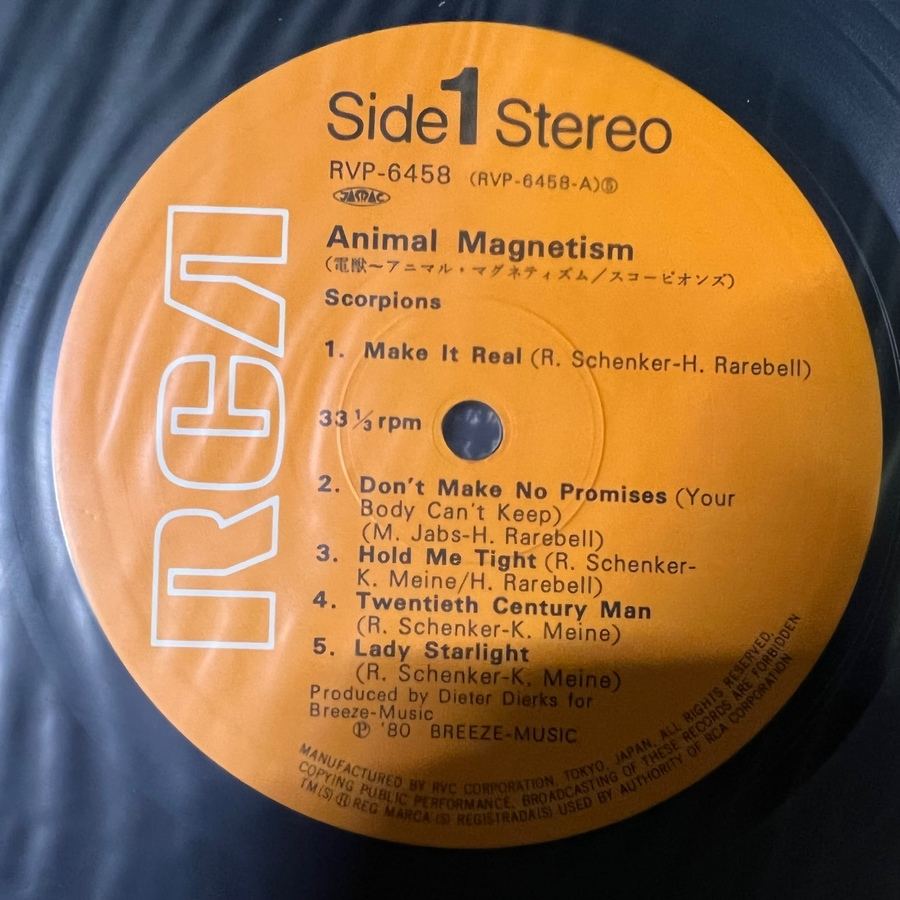 Side 1 Stereo
RVP-6458 (RVP-6458-A)Ⓢ
JASRAC
Animal Magnetism
(電獣〜アニマル・マグネティズム/スコーピオンズ)
Scorpions
1. Make It Real (R. Schenker-H. Rarebell)
33 1/3 rpm
2. Don't Make No Promises (Your
Body Can't Keep)
(M. Jabs-H. Rarebell)
3. Hold Me Tight (R. Schenker-
K. Meine/H. Rarebell)
4. Twentieth Century Man
(R. Schenker-K. Meine)
5. Lady Starlight
(R. Schenker-K. Meine)
Produced by Dieter Dierks for
Breeze-Music
Ⓟ '80 BREEZE-MUSIC
MANUFACTURED BY RVC CORPORATION, TOKYO, JAPAN. ALL RIGHTS RESERVED.
COPYING PUBLIC PERFORMANCE, BROADCASTING OF THESE RECORDS ARE FORBIDDEN
TM(S) Ⓡ REG MARCA(S) REGISTRADA(S) USED BY AUTHORITY OF RCA CORPORATION
RCA